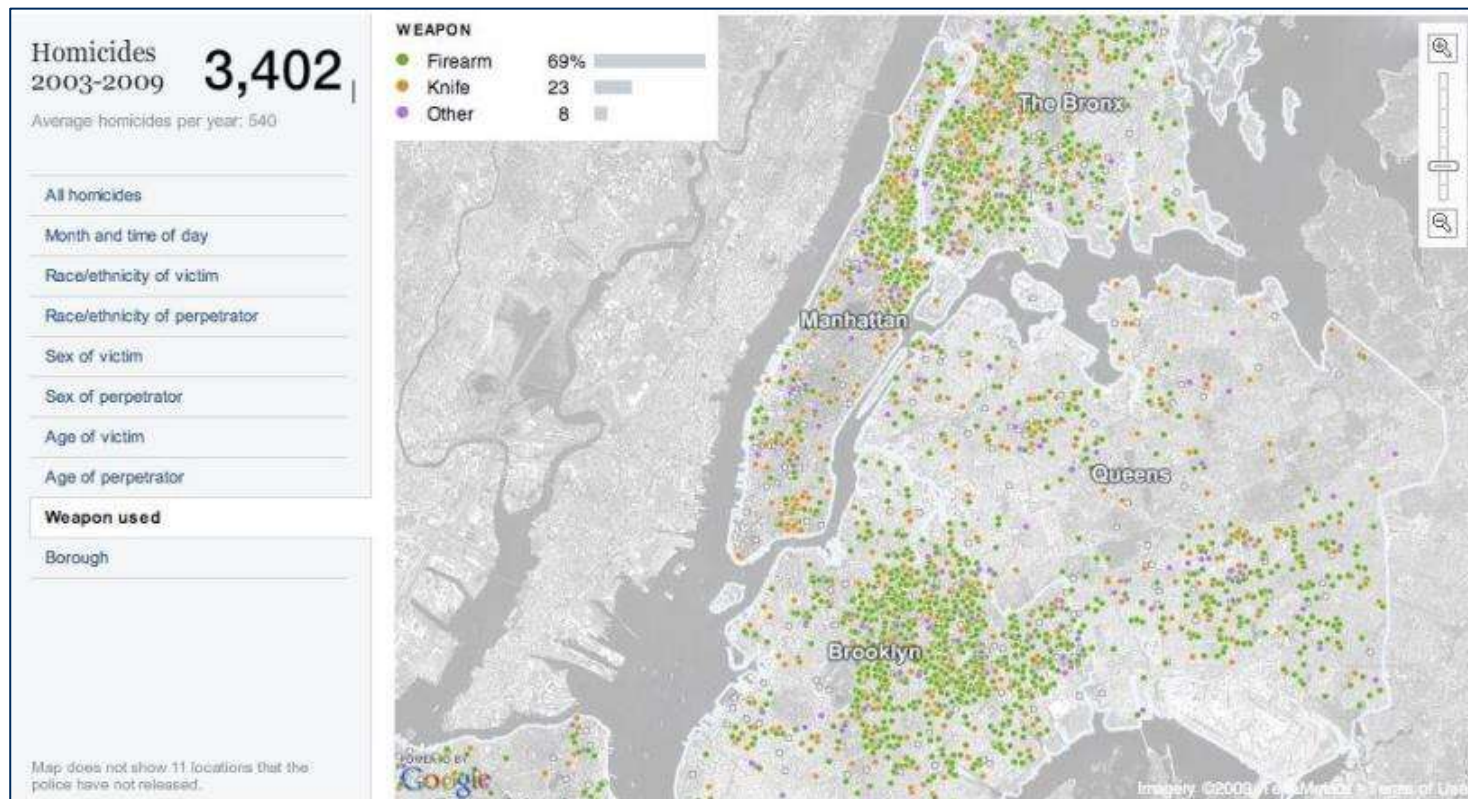 Homicides
2003-2009
3,402
Average homicides per year: 540
All homicides
Month and time of day
Race/ethnicity of victim
Race/ethnicity of perpetrator
Sex of victim
Sex of perpetrator
Age of victim
Age of perpetrator
Weapon used
Borough
Map does not show 11 locations that the
police have not released.
WEAPON
Firearm 69%
Knife 23
Other 8
The Bronx
Manhattan
Queens
Brooklyn
POWERED BY
Google
Imagery ©2009 TerraMetrics - Terms of Use